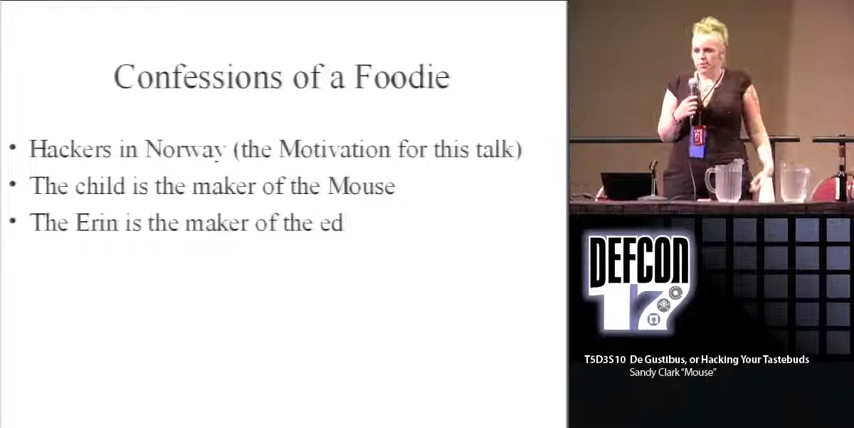 Confessions of a Foodie
• Hackers in Norway (the Motivation for this talk)
• The child is the maker of the Mouse
• The Erin is the maker of the ed
DEFCON
17
T5D3S10 De Gustibus, or Hacking Your Tastebuds
Sandy Clark "Mouse"